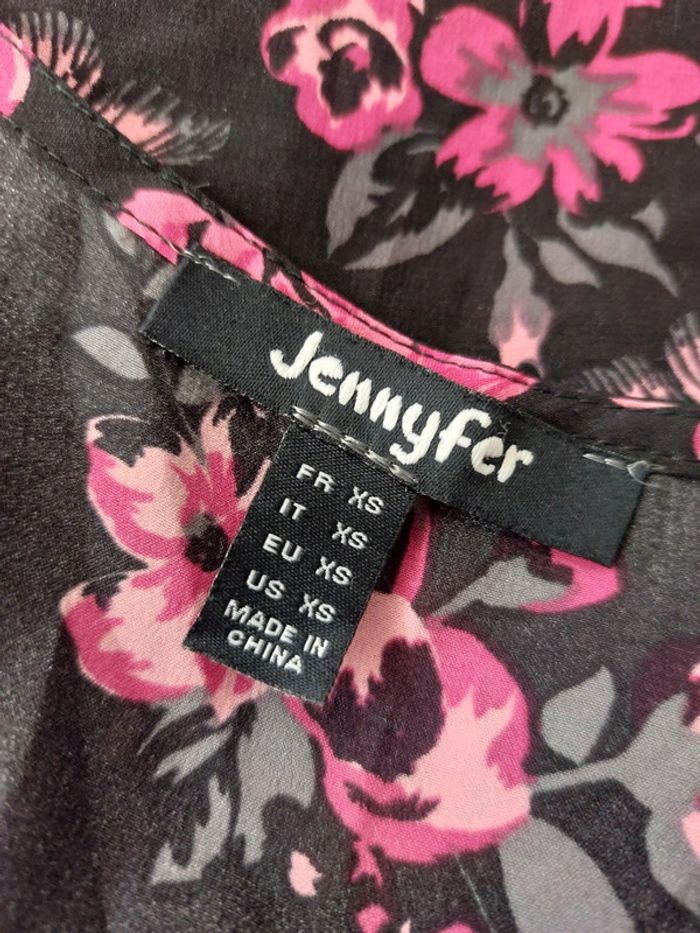 Jennyfer
FR XS
IT XS
EU XS
US XS
MADE IN
CHINA